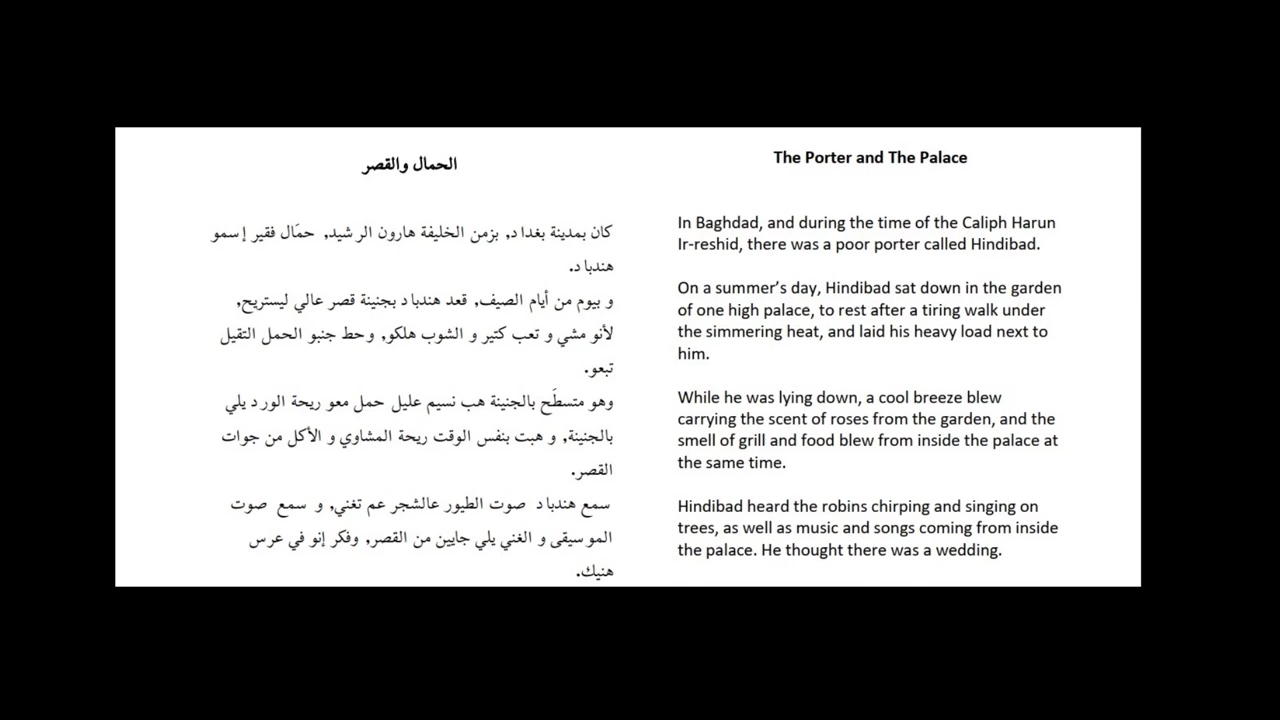 الحمال والقصر
كان بمدينة بغداد, بزمن الخليفة هارون الرشيد, حمّال فقير إسمو
هندباد.
و بيوم من أيام الصيف, قعد هندباد بجنينة قصر عالي ليستريح,
لأنو مشي و تعب كتير و الشوب هلكو, وحط جنبو الحمل التقيل
تبعو.
وهو متسطَح بالجنينة هب نسيم عليل حمل معو ريحة الورد يلي
بالجنينة, و هبت بنفس الوقت ريحة المشاوي و الأكل من جوات
القصر.
سمع هندباد صوت الطيور عالشجر عم تغني, و سمع صوت
الموسيقى و الغني يلي جايين من القصر, وفكر إنو في عرس
هنيك.
The Porter and The Palace
In Baghdad, and during the time of the Caliph Harun
Ir-reshid, there was a poor porter called Hindibad.
On a summer’s day, Hindibad sat down in the garden
of one high palace, to rest after a tiring walk under
the simmering heat, and laid his heavy load next to
him.
While he was lying down, a cool breeze blew
carrying the scent of roses from the garden, and the
smell of grill and food blew from inside the palace at
the same time.
Hindibad heard the robins chirping and singing on
trees, as well as music and songs coming from inside
the palace. He thought there was a wedding.